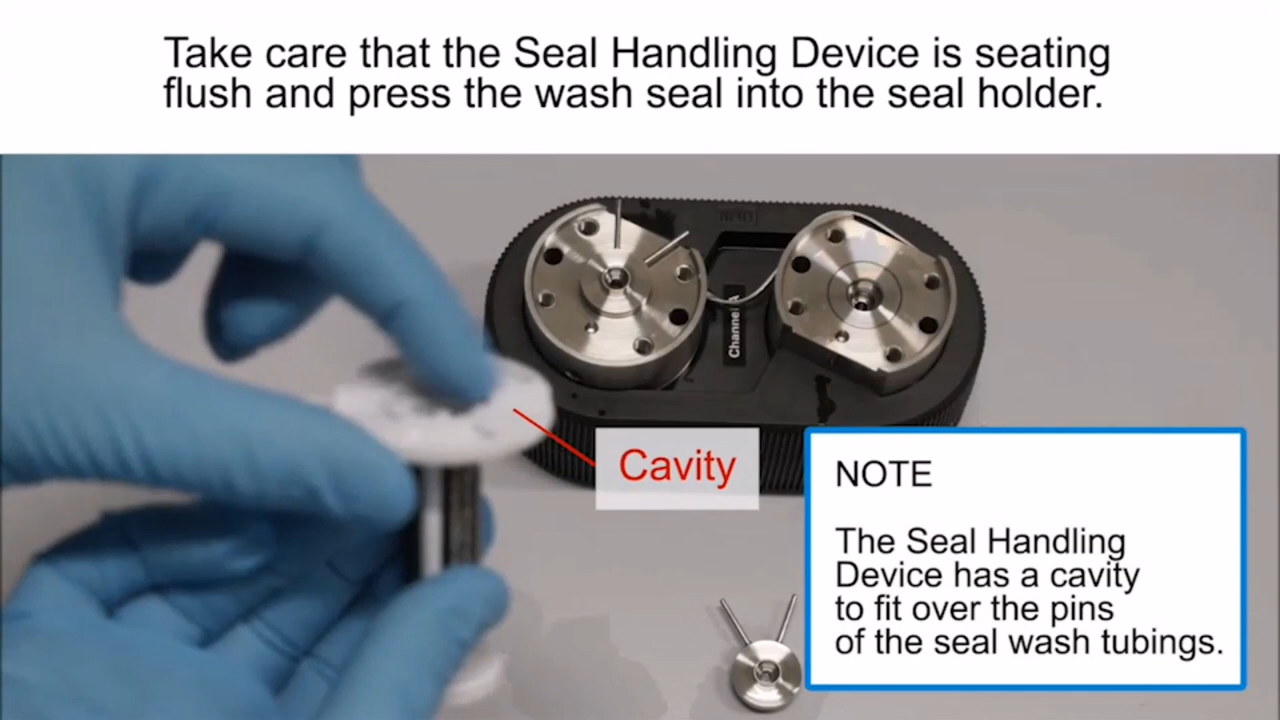 Take care that the Seal Handling Device is seating
flush and press the wash seal into the seal holder.
Channel A
Cavity
NOTE
The Seal Handling
Device has a cavity
to fit over the pins
of the seal wash tubings.